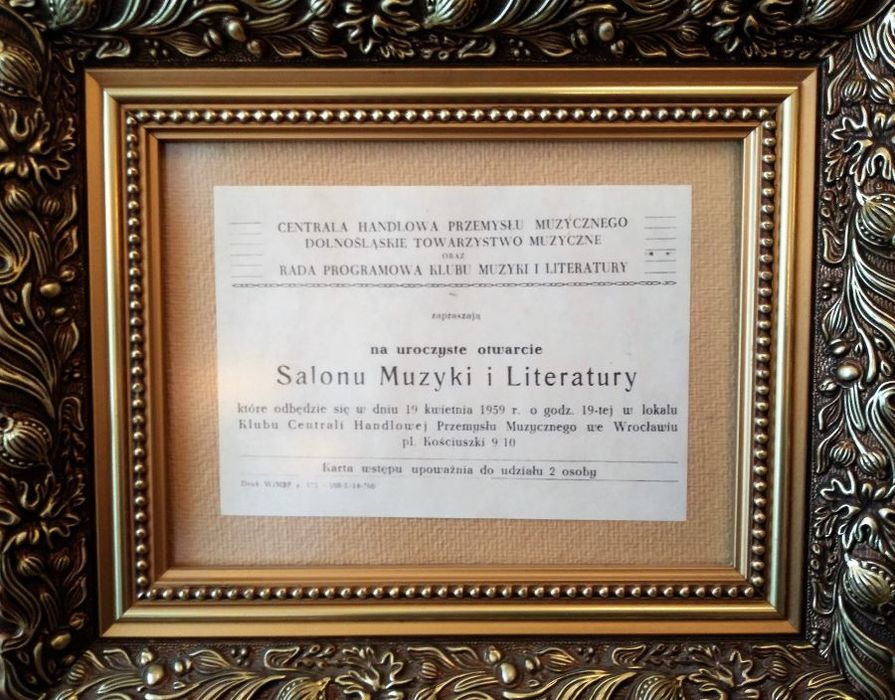 CENTRALA HANDLOWA PRZEMYSŁU MUZYCZNEGO
DOLNOŚLĄSKIE TOWARZYSTWO MUZYCZNE
ORAZ
RADA PROGRAMOWA KLUBU MUZYKI I LITERATURY
zapraszają
na uroczyste otwarcie
Salonu Muzyki i Literatury
które odbędzie się w dniu 19 kwietnia 1959 r. o godz. 19-tej w lokalu
Klubu Centrali Handlowej Przemysłu Muzycznego we Wrocławiu
pl. Kościuszki 9 10
Karta wstępu upoważnia do udziału 2 osoby
Druk